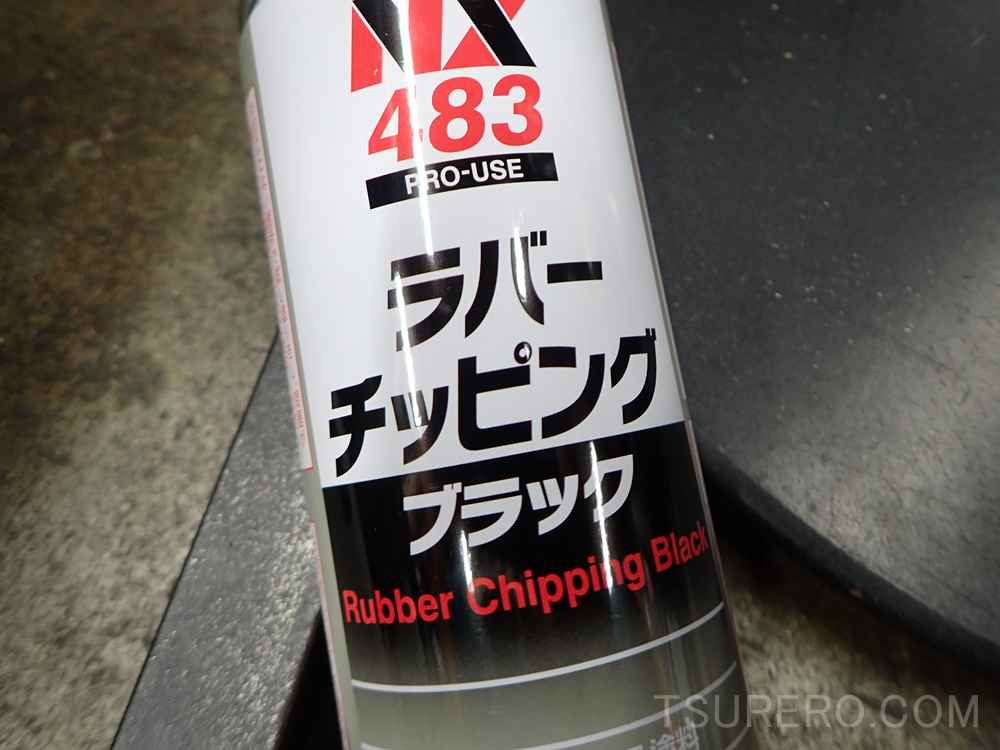 NX
483
PRO-USE
ラバー
チッピング
ブラック
Rubber Chipping Black
TSURERO.COM